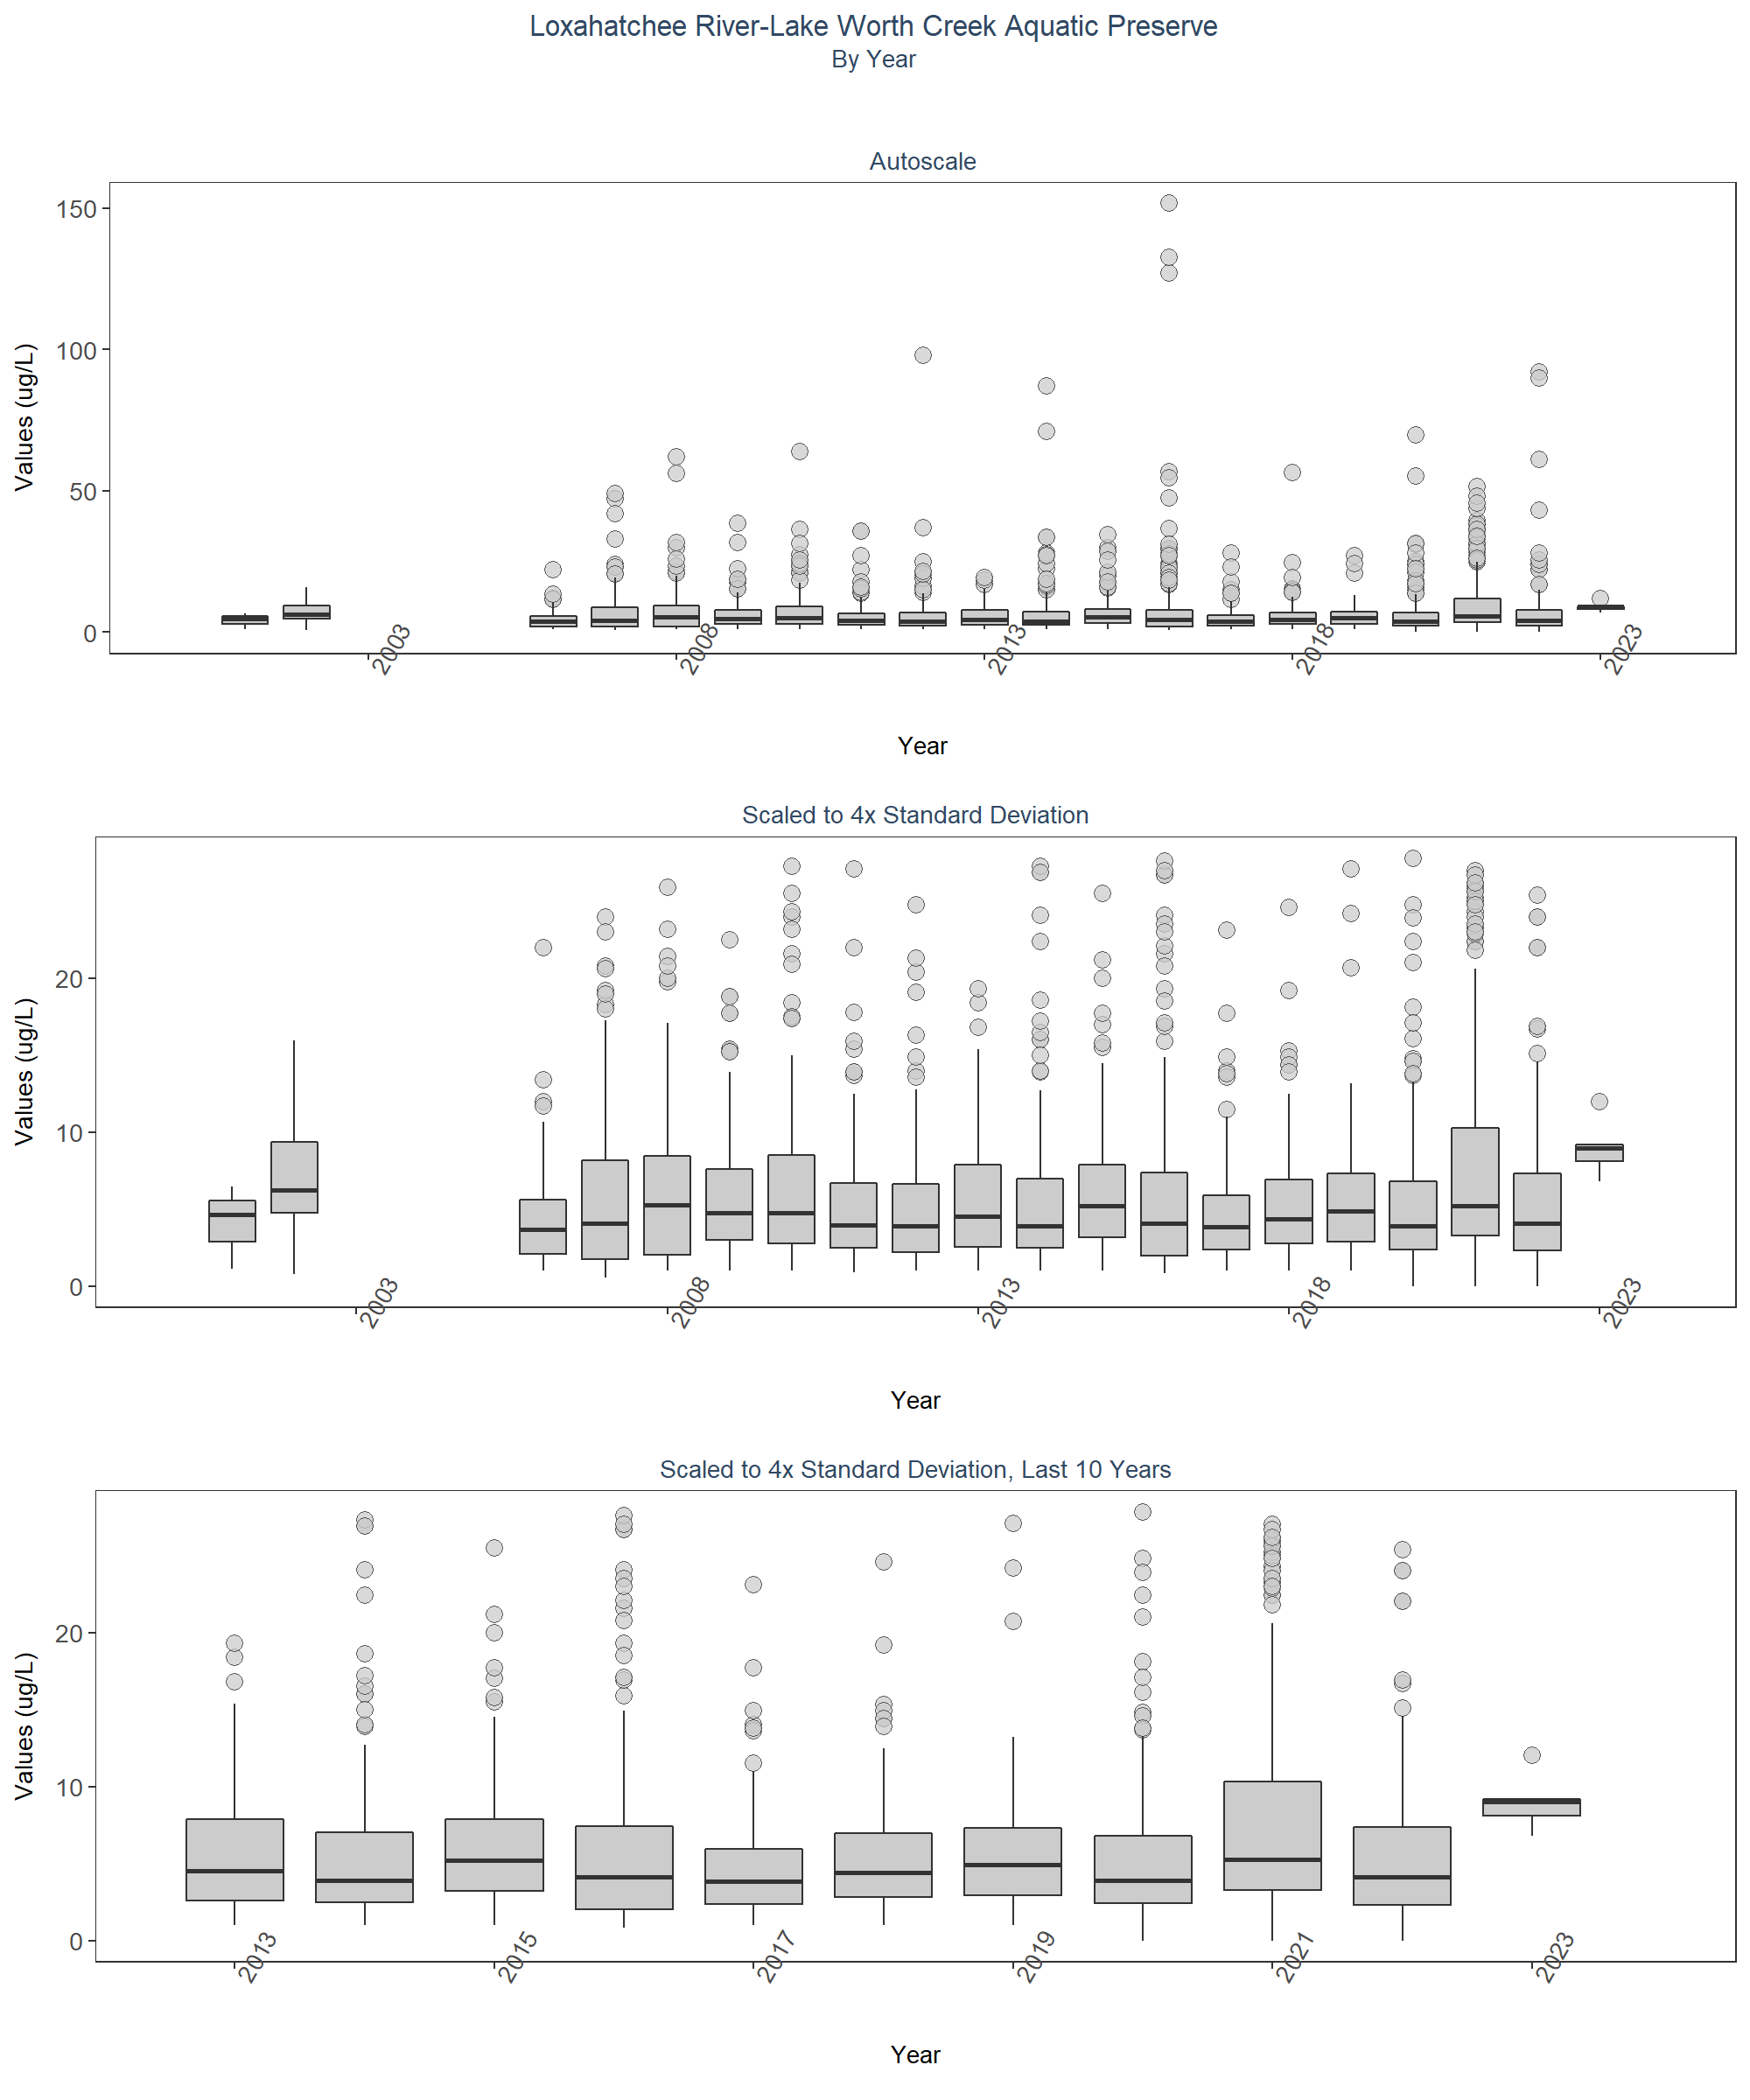 Loxahatchee River-Lake Worth Creek Aquatic Preserve
By Year
Autoscale
Values (ug/L)
150
100
50
0
2003
2008
2013
2018
2023
Year
Scaled to 4x Standard Deviation
Values (ug/L)
20
10
0
2003
2008
2013
2018
2023
Year
Scaled to 4x Standard Deviation, Last 10 Years
Values (ug/L)
20
10
0
2013
2015
2017
2019
2021
2023
Year